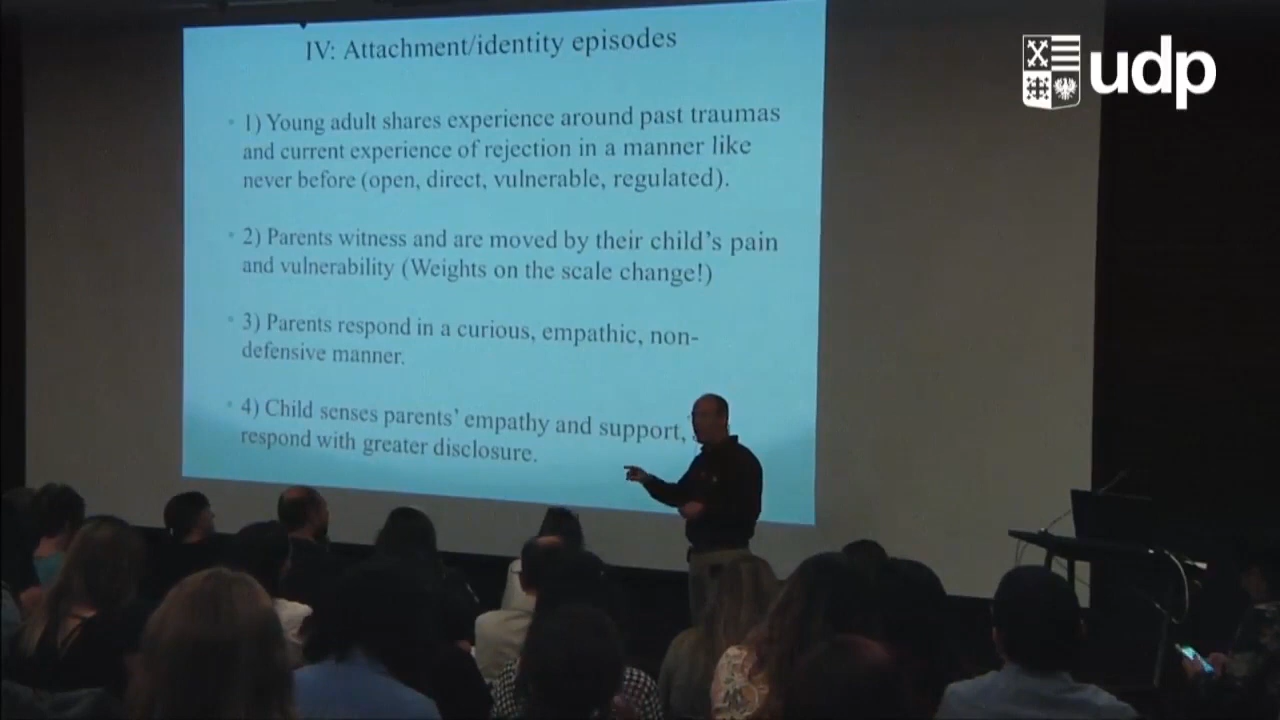 IV: Attachment/identity episodes
1) Young adult shares experience around past traumas
and current experience of rejection in a manner like
never before (open, direct, vulnerable, regulated).
2) Parents witness and are moved by their child's pain
and vulnerability (Weights on the scale change!)
3) Parents respond in a curious, empathic, non-
defensive manner.
4) Child senses parents' empathy and support,
respond with greater disclosure.
udp